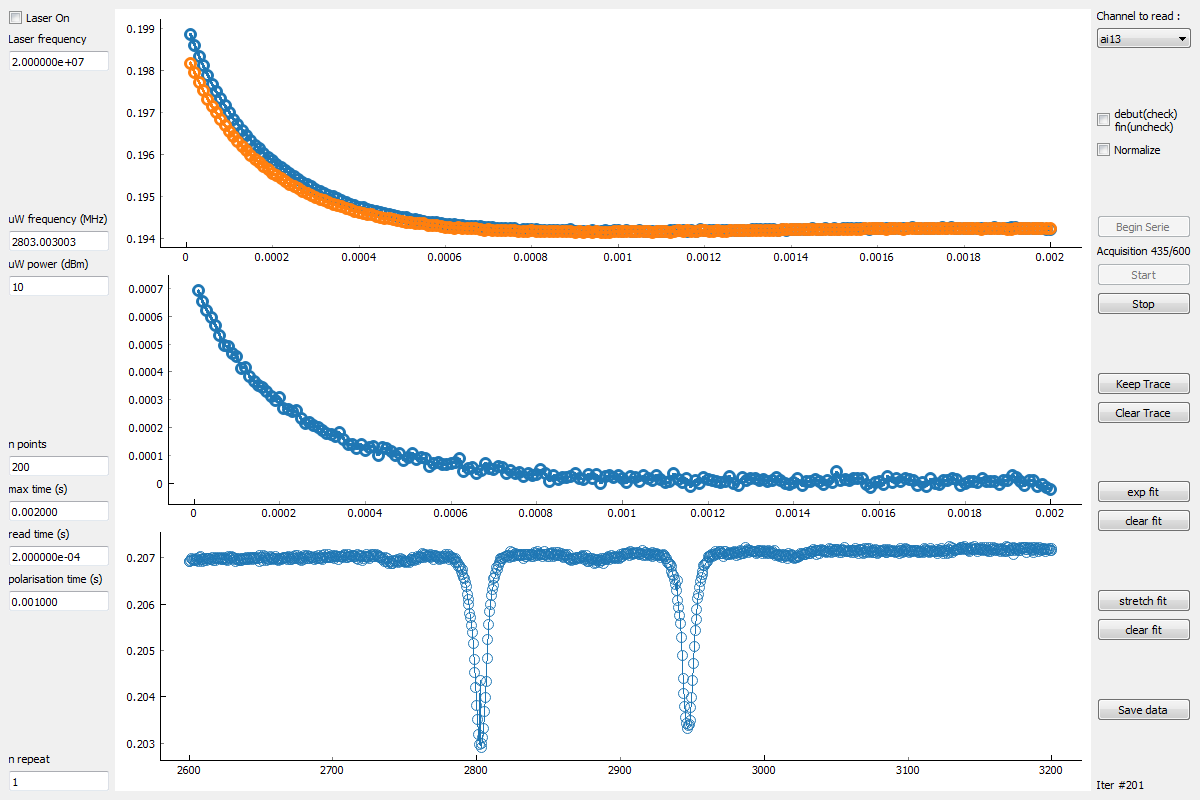 Laser On
Laser frequency
2.000000e+07
uW frequency (MHz)
2803.003003
uW power (dBm)
10
n points
200
max time (s)
0.002000
read time (s)
2.000000e-04
polarisation time (s)
0.001000
n repeat
1
0.199
0.198
0.197
0.196
0.195
0.194
0 0.0002 0.0004 0.0006 0.0008 0.001 0.0012 0.0014 0.0016 0.0018 0.002
0.0007
0.0006
0.0005
0.0004
0.0003
0.0002
0.0001
0
0 0.0002 0.0004 0.0006 0.0008 0.001 0.0012 0.0014 0.0016 0.0018 0.002
0.207
0.206
0.205
0.204
0.203
2600 2700 2800 2900 3000 3100 3200
Channel to read :
ai13
debut(check)
fin(uncheck)
Normalize
Begin Serie
Acquisition 435/600
Start
Stop
Keep Trace
Clear Trace
exp fit
clear fit
stretch fit
clear fit
Save data
Iter #201